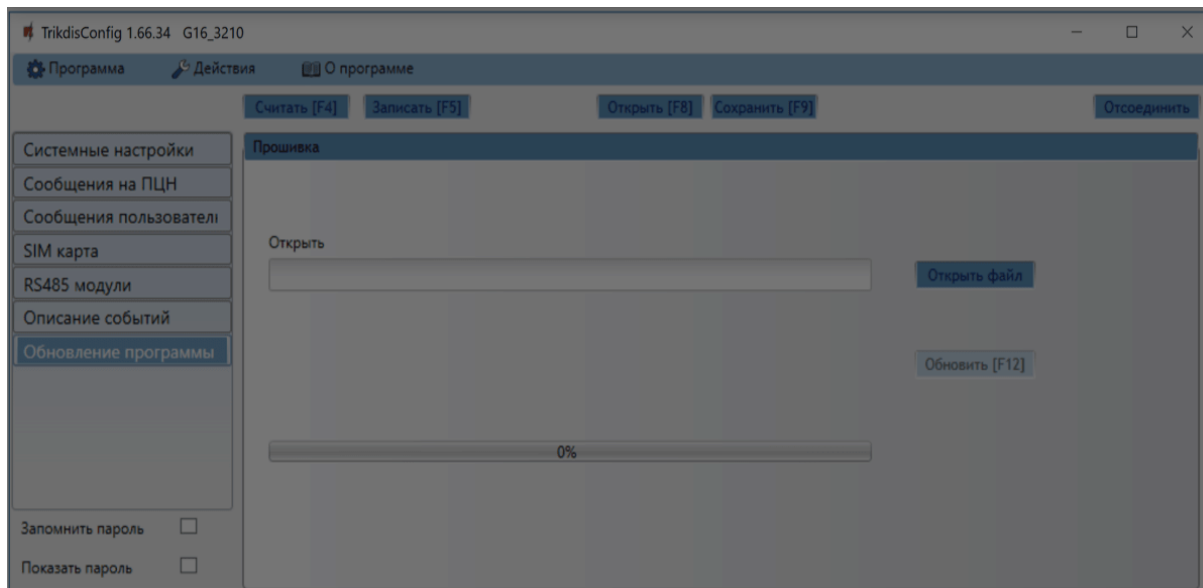 TrikdisConfig 1.66.34 G16_3210
Программа Действия О программе
Считать [F4] Записать [F5] Открыть [F8] Сохранить [F9] Отсоединить
Системные настройки
Сообщения на ПЦН
Сообщения пользовател
SIM карта
RS485 модули
Описание событий
Обновление программы
Запомнить пароль
Показать пароль
Прошивка
Открыть
Открыть файл
Обновить [F12]
0%